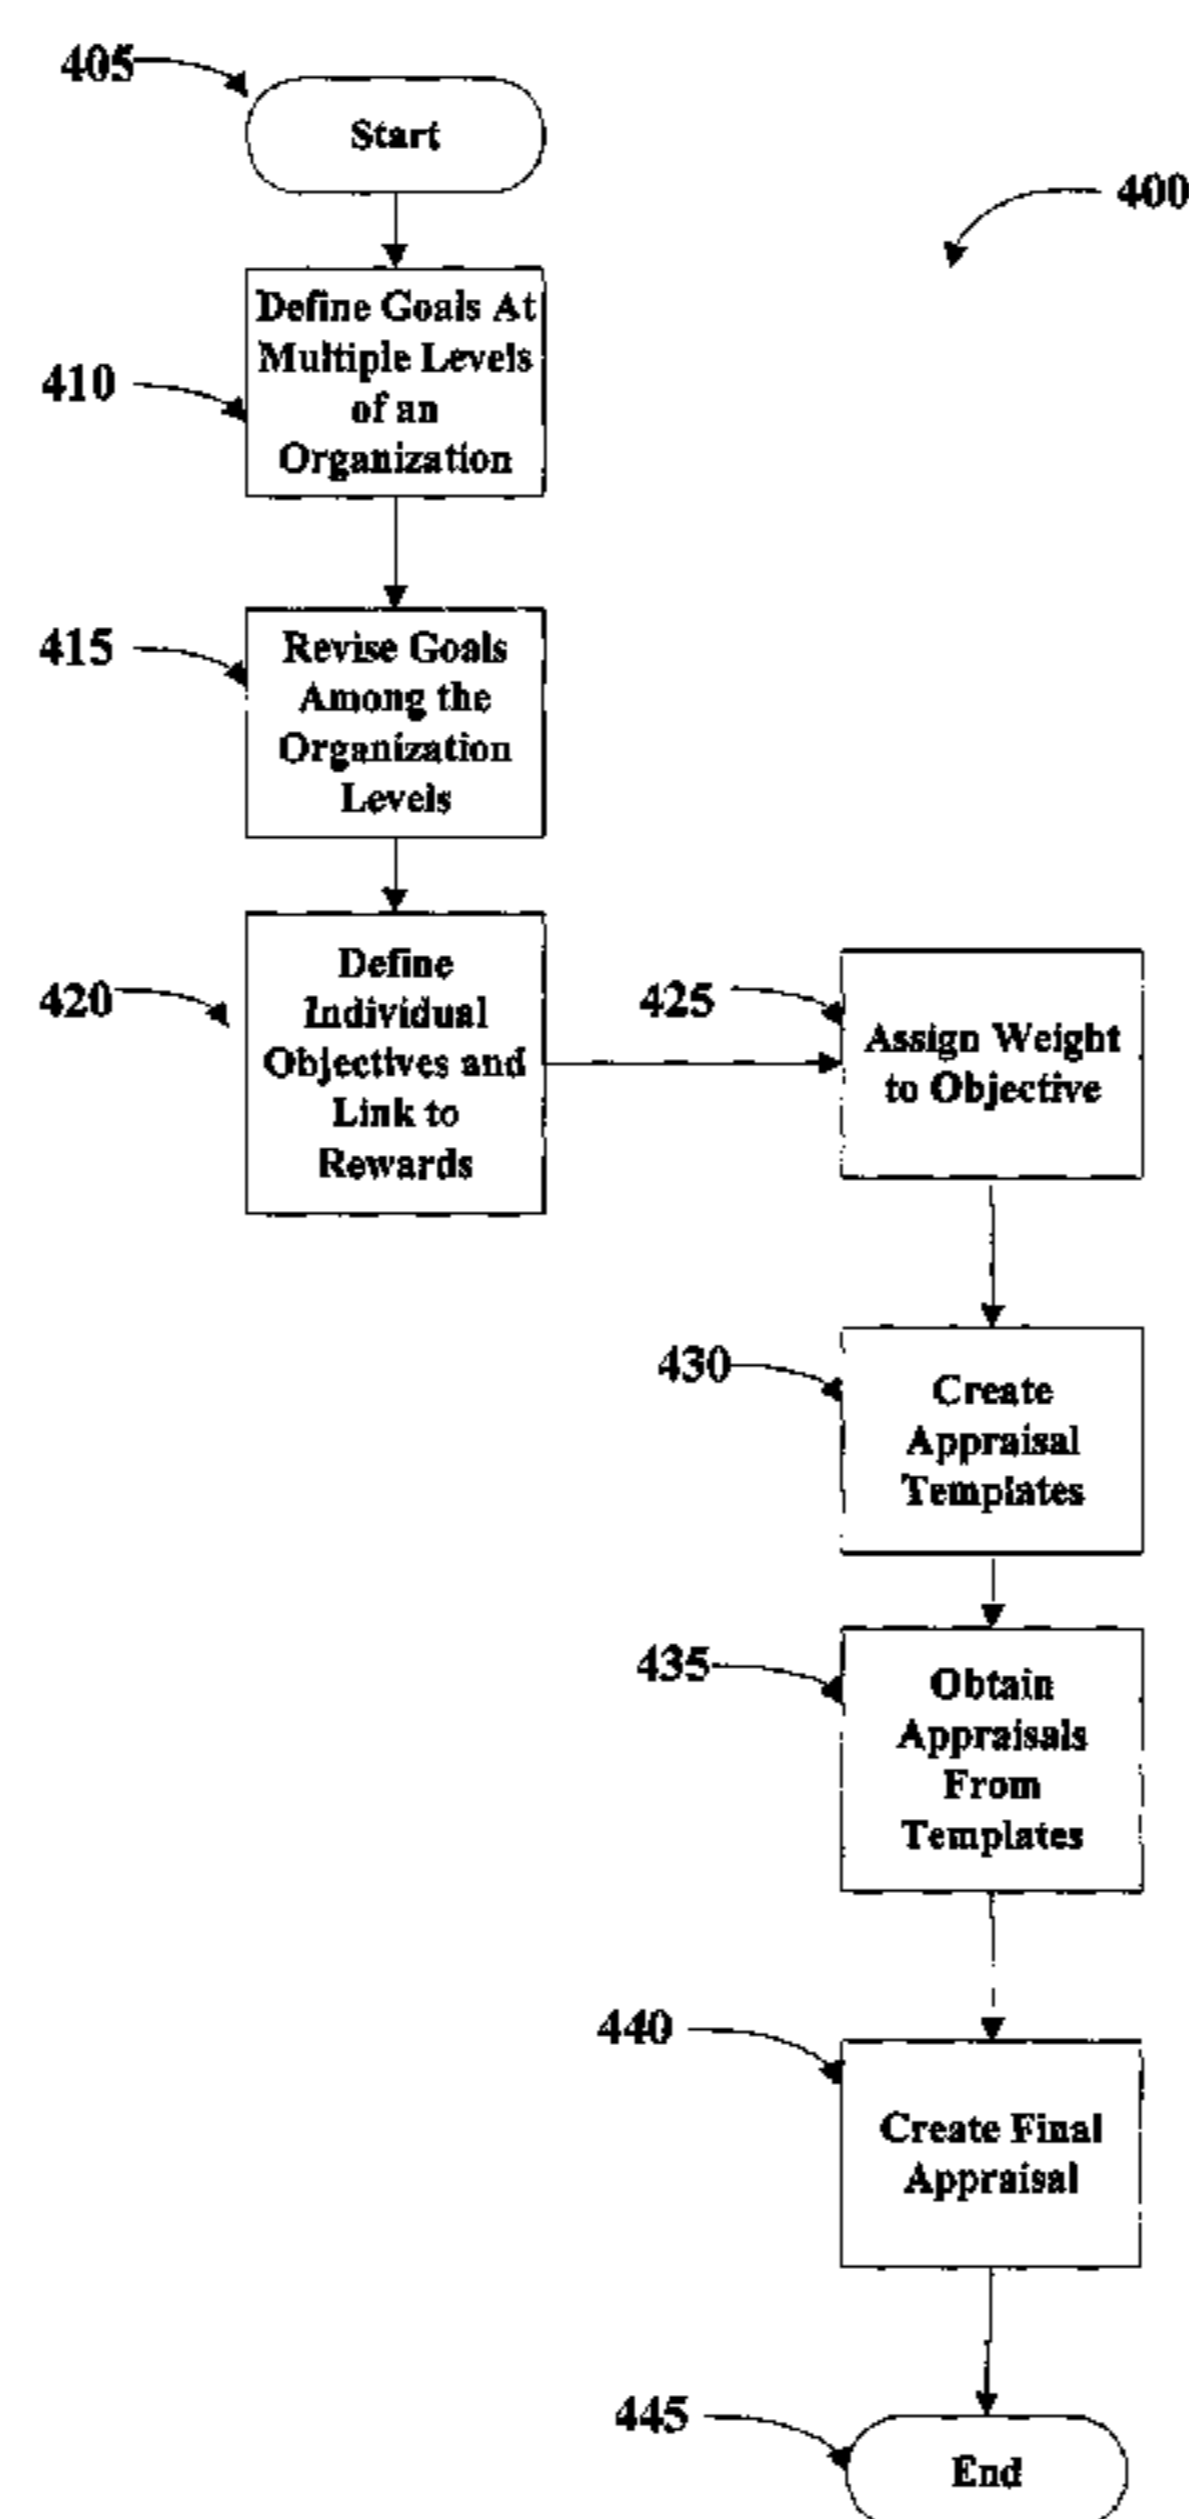 405
Start
400
410
Define Goals At
Multiple Levels
of an
Organization
415
Revise Goals
Among the
Organization
Levels
420
Define
Individual
Objectives and
Link to
Rewards
425
Assign Weight
to Objective
430
Create
Appraisal
Templates
435
Obtain
Appraisals
From
Templates
440
Create Final
Appraisal
445
End